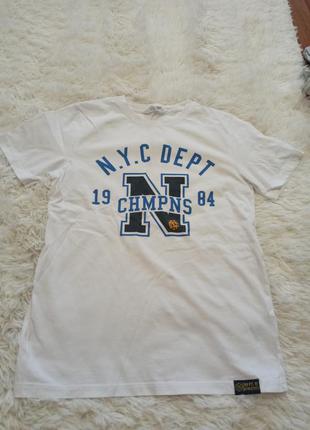 N.Y.C DEPT
19 N 84
CHMPNS